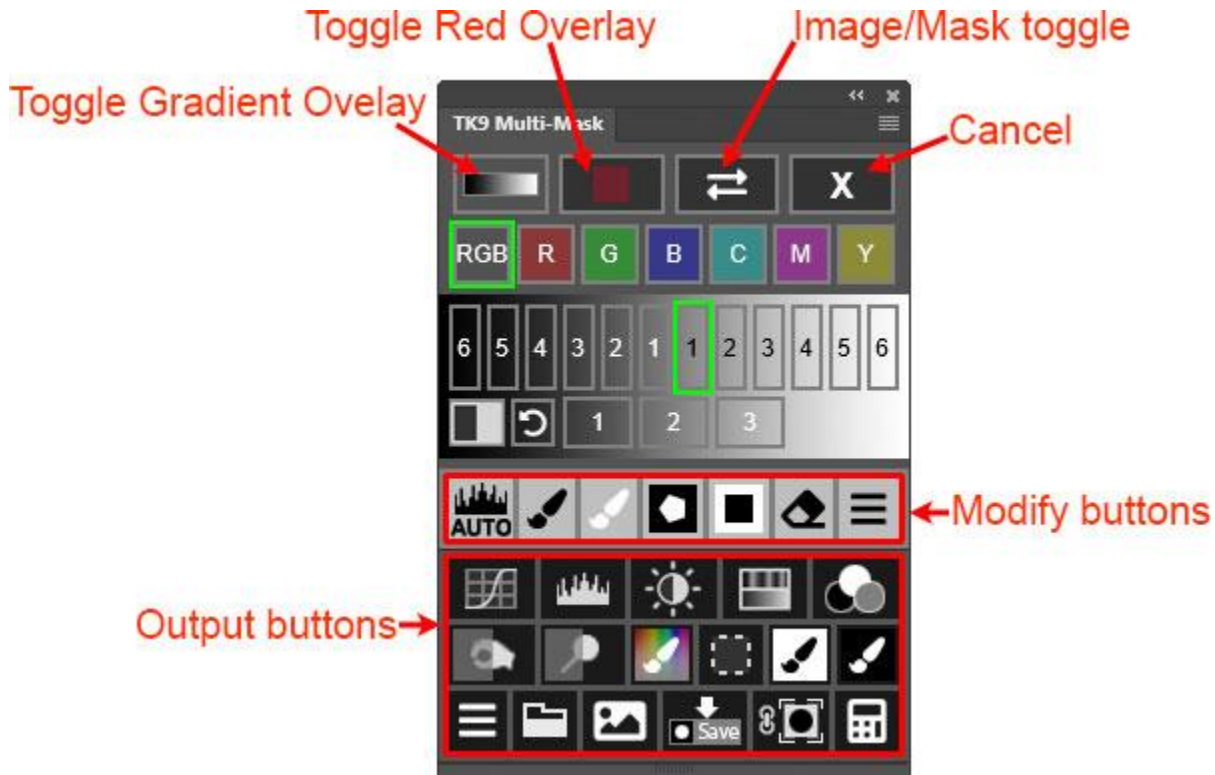 Toggle Red Overlay
Image/Mask toggle
Toggle Gradient Ovelay
TK9 Multi-Mask
Cancel
X
RGB R G B C M Y
6 5 4 3 2 1 1 2 3 4 5 6
1 2 3
AUTO
Modify buttons
Output buttons
Save